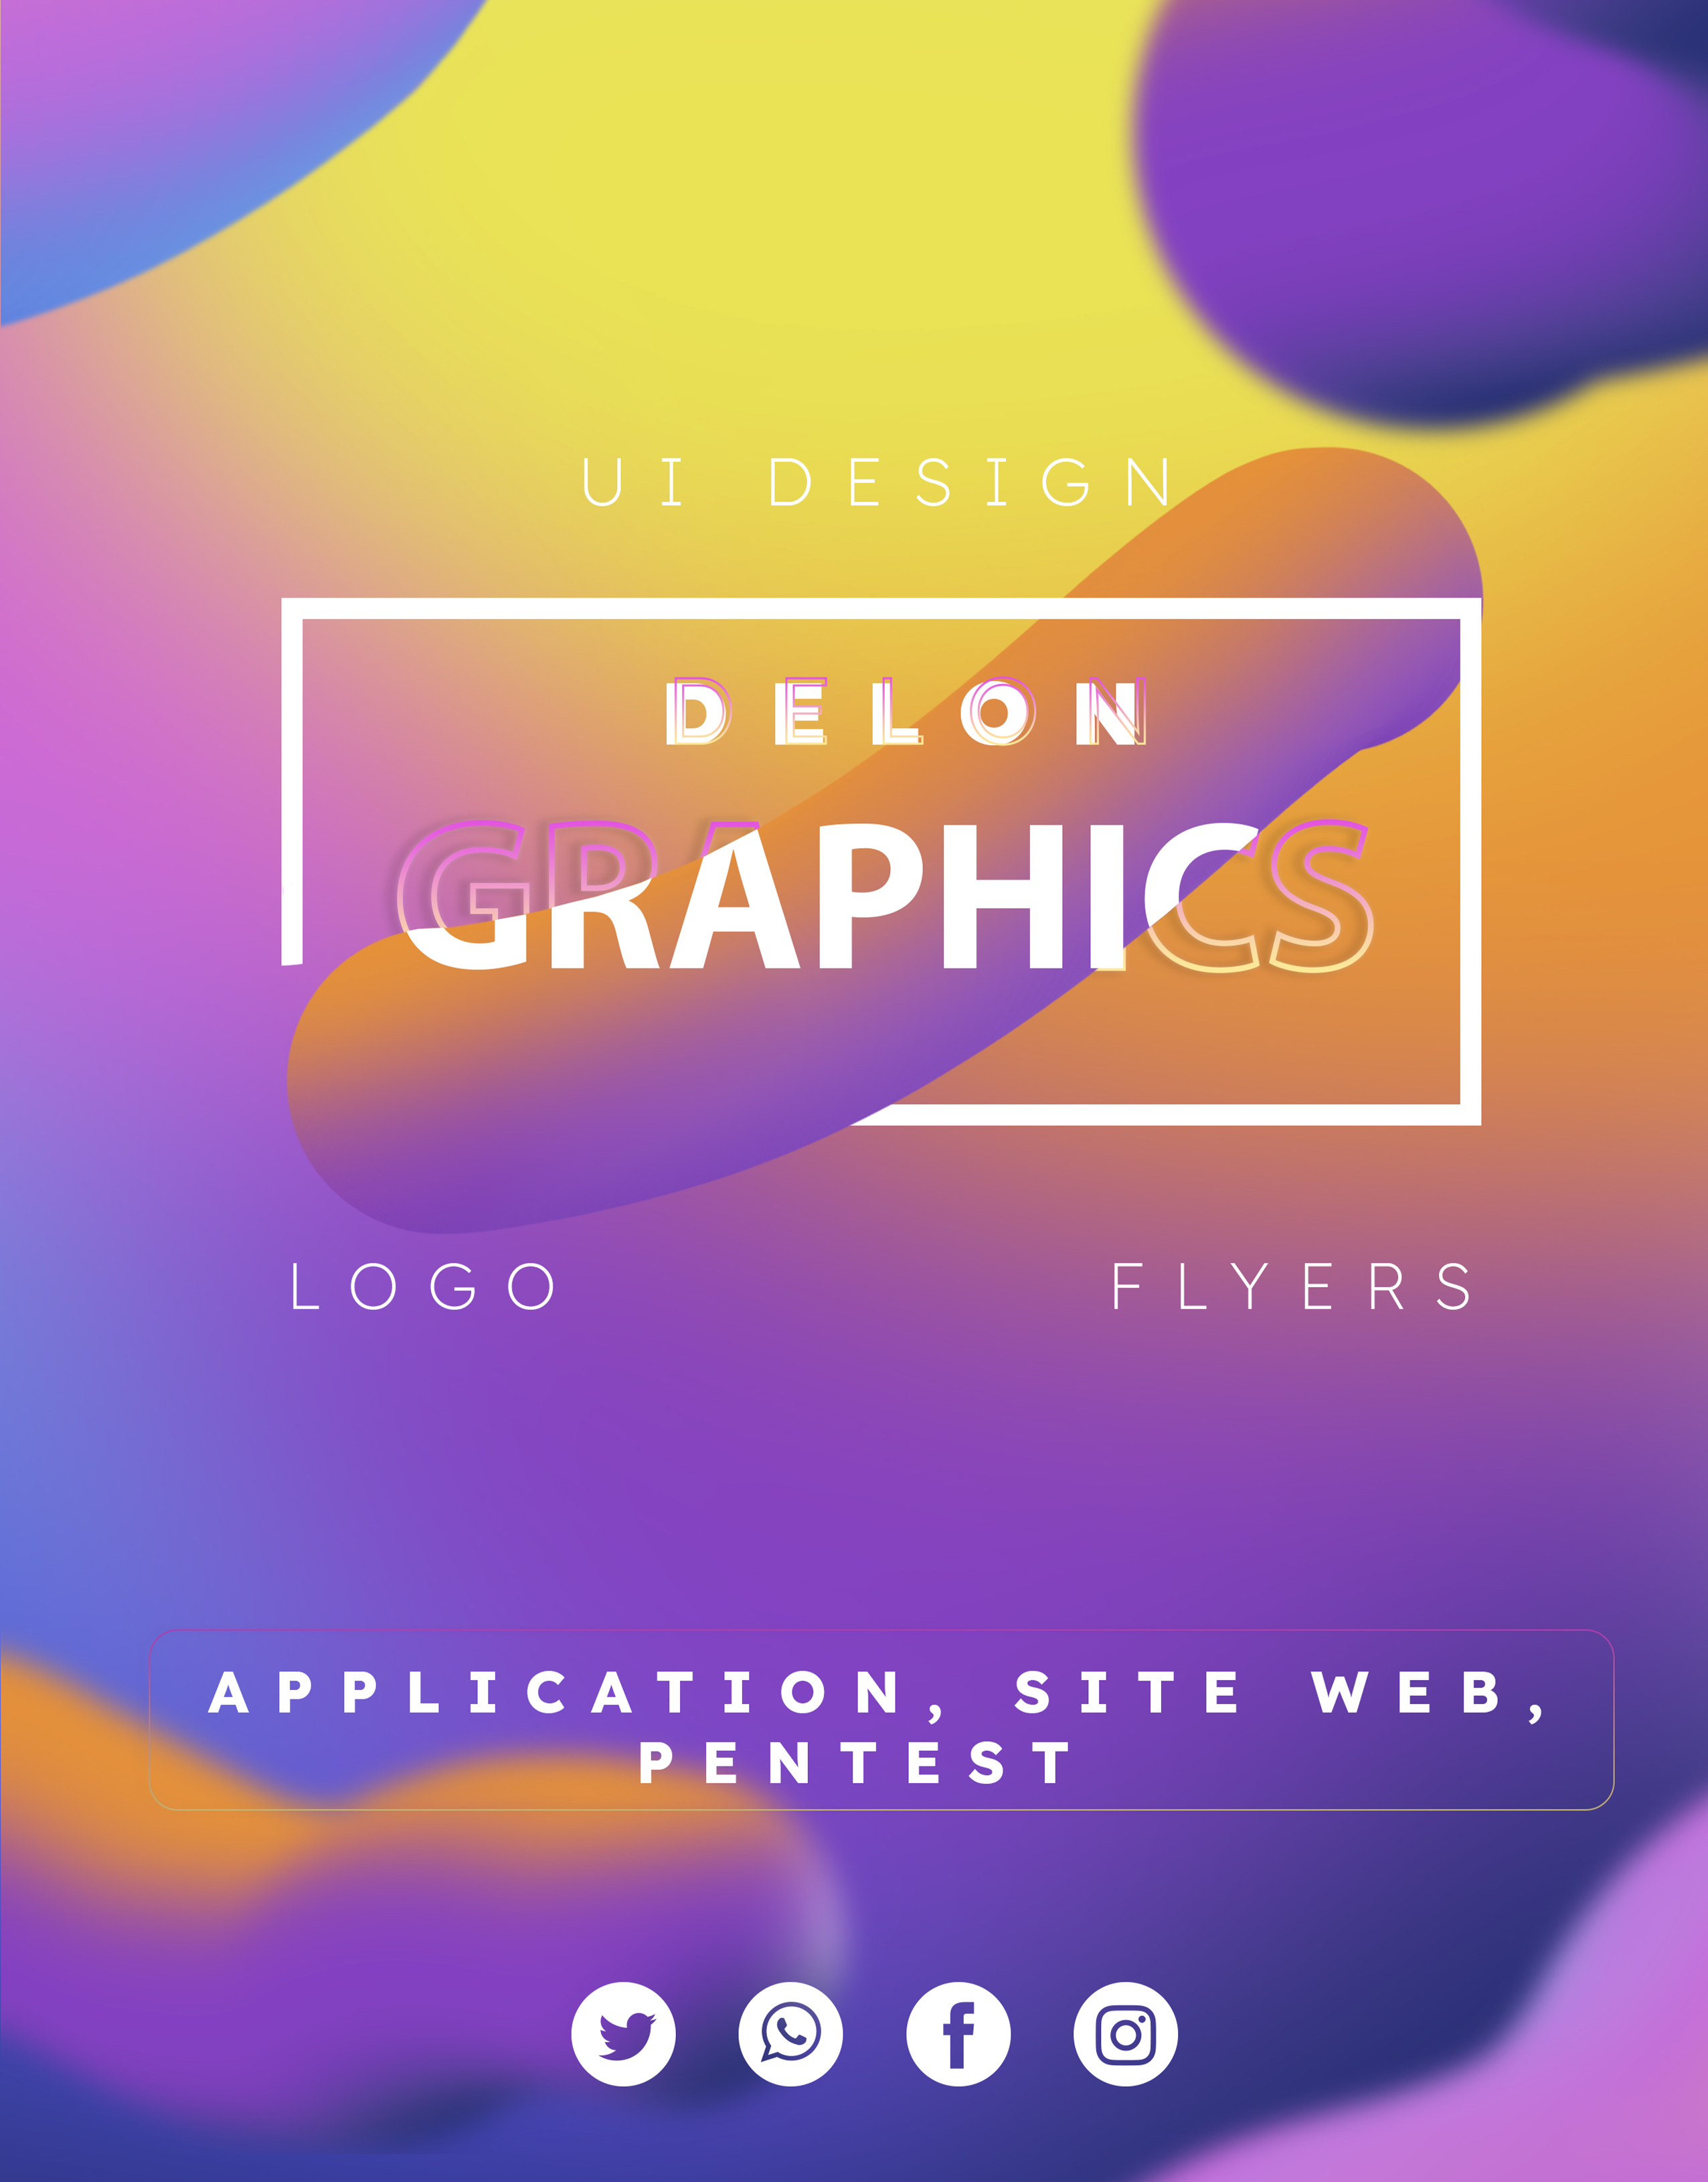 UI DESIGN
DELON
GRAPHICS
LOGO
FLYERS
APPLICATION, SITE WEB,
PENTEST